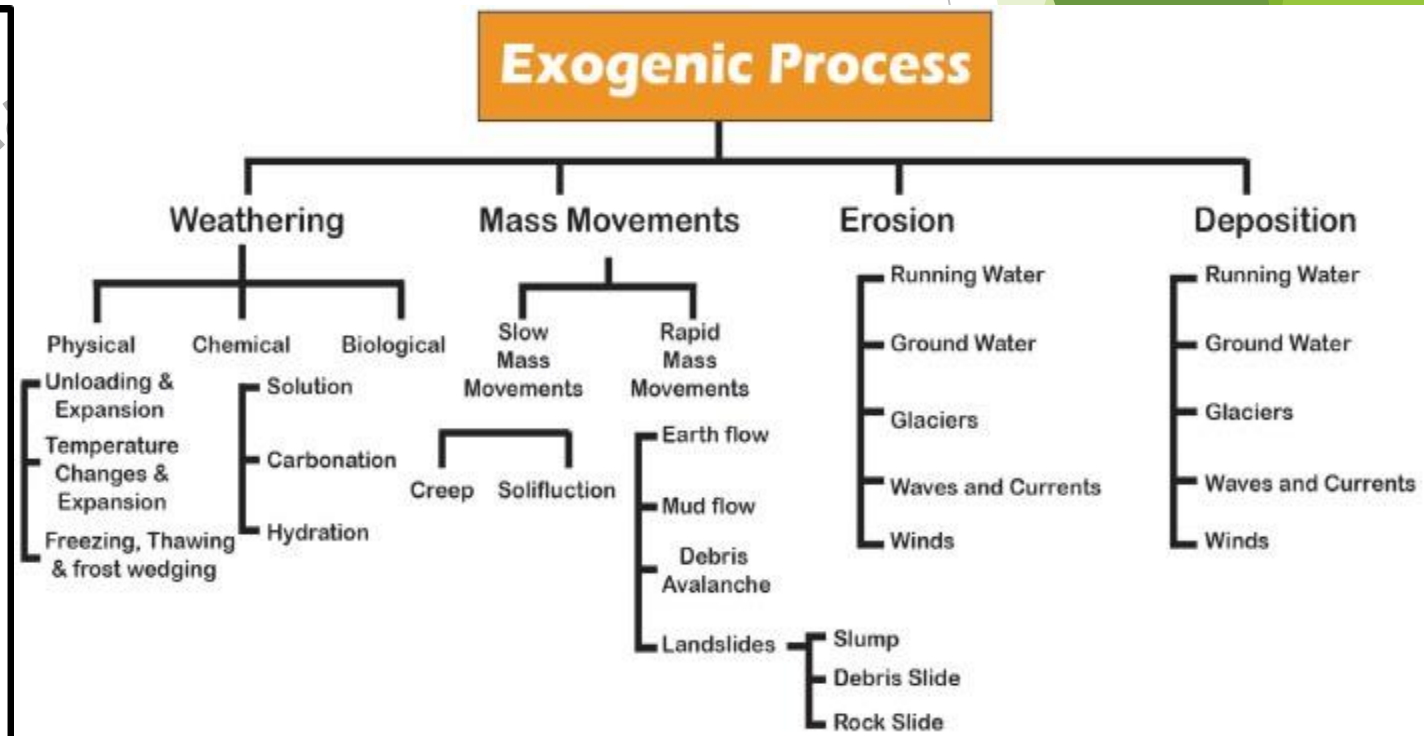 Exogenic Process
Weathering
Mass Movements
Erosion
Deposition
Physical
Chemical
Biological
Unloading &
Expansion
Temperature
Changes &
Expansion
Freezing, Thawing
& frost wedging
Solution
Carbonation
Hydration
Slow
Mass
Movements
Rapid
Mass
Movements
Creep
Solifluction
Earth flow
Mud flow
Debris
Avalanche
Landslides
Slump
Debris Slide
Rock Slide
Running Water
Ground Water
Glaciers
Waves and Currents
Winds
Running Water
Ground Water
Glaciers
Waves and Currents
Winds